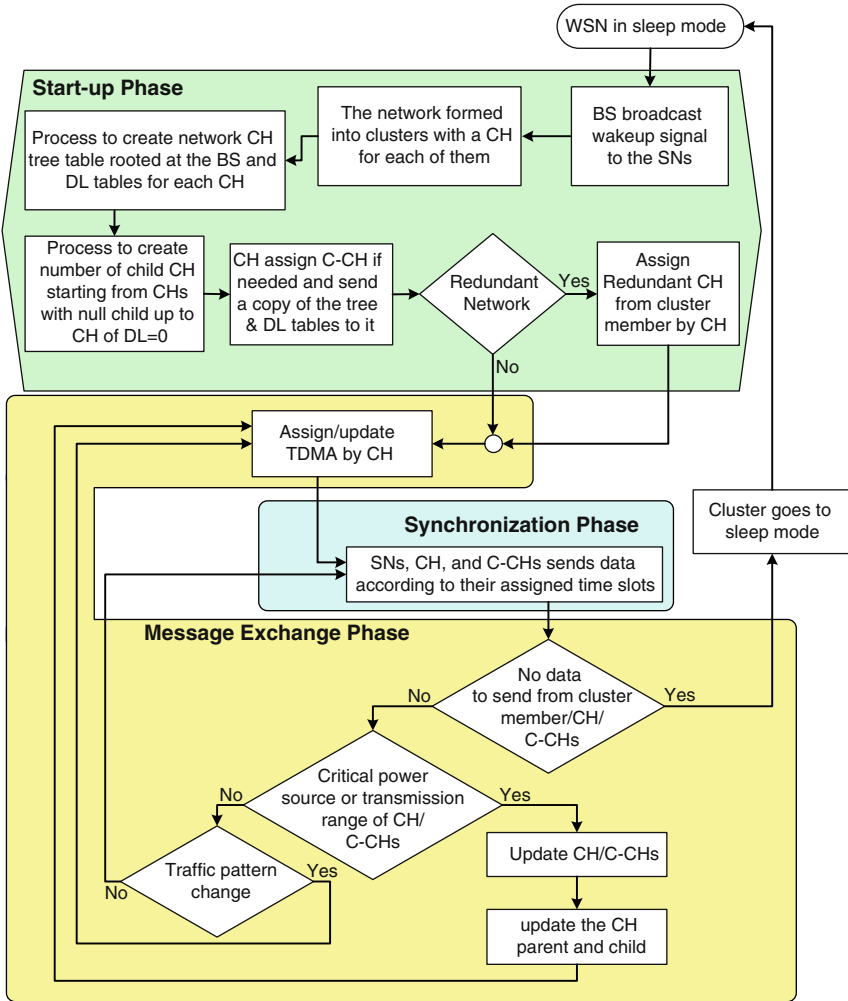 WSN in sleep mode
Start-up Phase
BS broadcast
wakeup signal
to the SNs
The network formed
into clusters with a CH
for each of them
Process to create network CH
tree table rooted at the BS and
DL tables for each CH
Process to create
number of child CH
starting from CHs
with null child up to
CH of DL=0
CH assign C-CH if
needed and send
a copy of the tree
& DL tables to it
Redundant
Network
Yes
No
Assign
Redundant CH
from cluster
member by CH
Assign/update
TDMA by CH
Synchronization Phase
SNs, CH, and C-CHs sends data
according to their assigned time slots
Cluster goes to
sleep mode
Message Exchange Phase
No data
to send from cluster
member/CH/
C-CHs
No
Yes
Critical power
source or transmission
range of CH/
C-CHs
No
Yes
Traffic pattern
change
No
Yes
Update CH/C-CHs
update the CH
parent and child